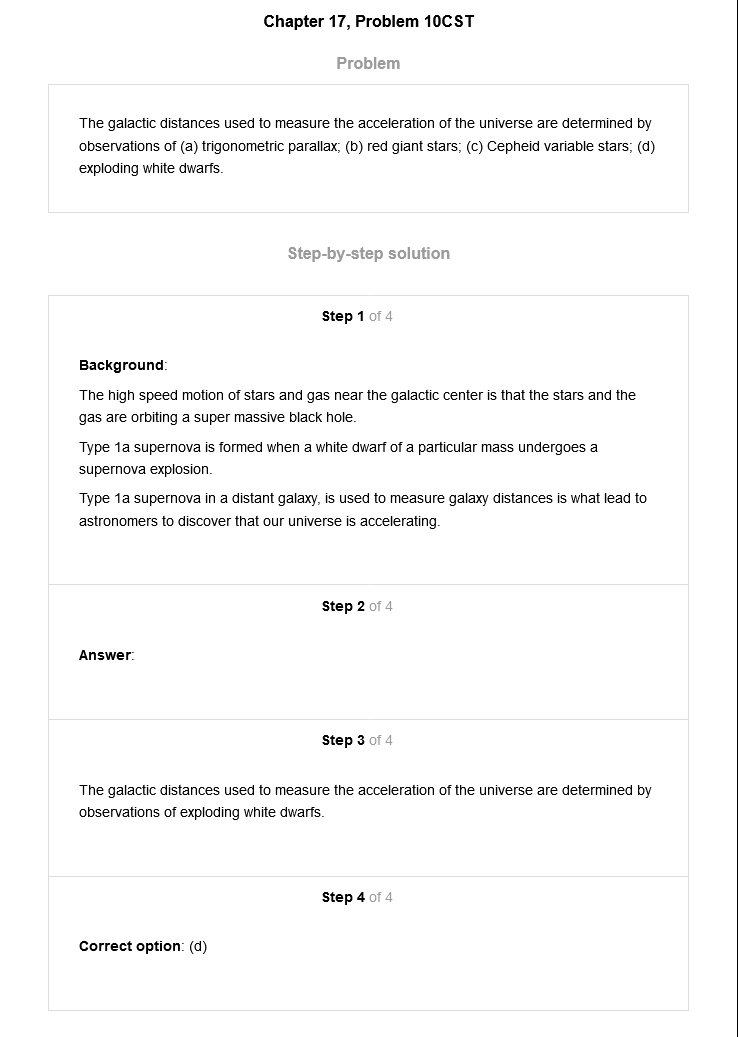 Chapter 17, Problem 10CST
Problem
The galactic distances used to measure the acceleration of the universe are determined by
observations of (a) trigonometric parallax; (b) red giant stars; (c) Cepheid variable stars; (d)
exploding white dwarfs.
Step-by-step solution
Step 1 of 4
Background:
The high speed motion of stars and gas near the galactic center is that the stars and the
gas are orbiting a super massive black hole.
Type 1a supernova is formed when a white dwarf of a particular mass undergoes a
supernova explosion.
Type 1a supernova in a distant galaxy, is used to measure galaxy distances is what lead to
astronomers to discover that our universe is accelerating.
Step 2 of 4
Answer:
Step 3 of 4
The galactic distances used to measure the acceleration of the universe are determined by
observations of exploding white dwarfs.
Step 4 of 4
Correct option: (d)